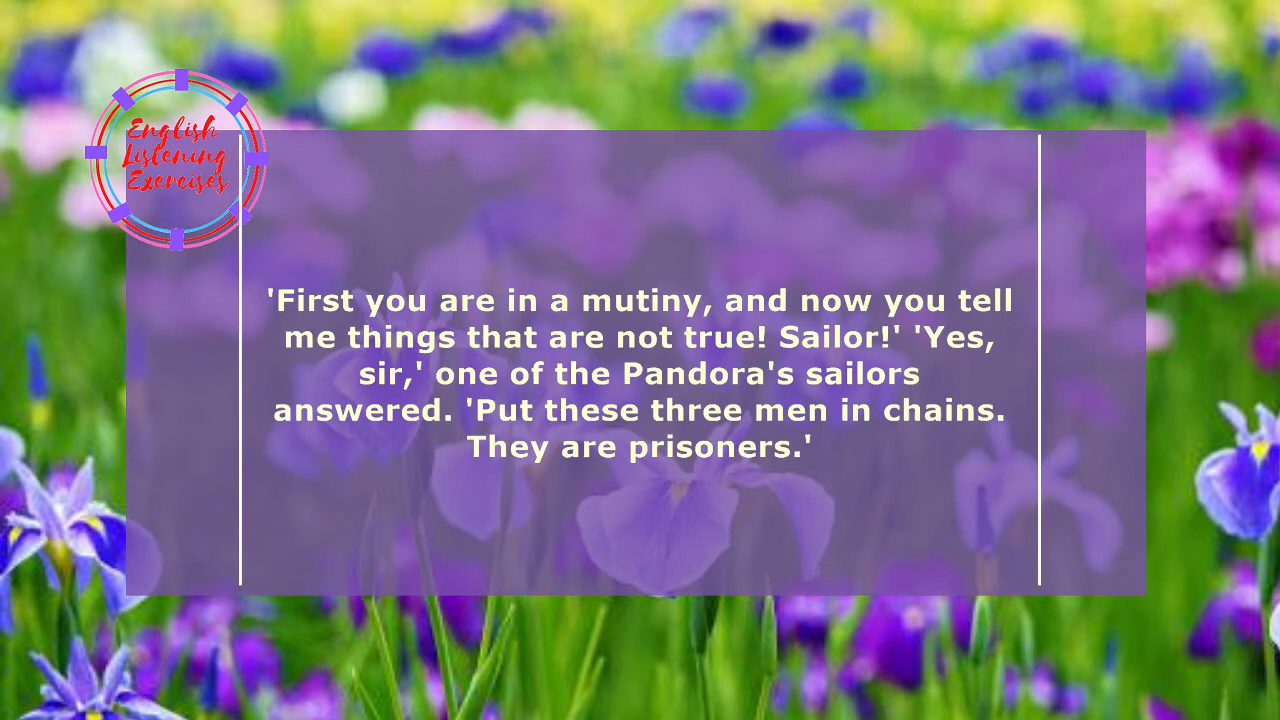 English
Listening
Exercises
'First you are in a mutiny, and now you tell
me things that are not true! Sailor!' 'Yes,
sir,' one of the Pandora's sailors
answered. 'Put these three men in chains.
They are prisoners.'